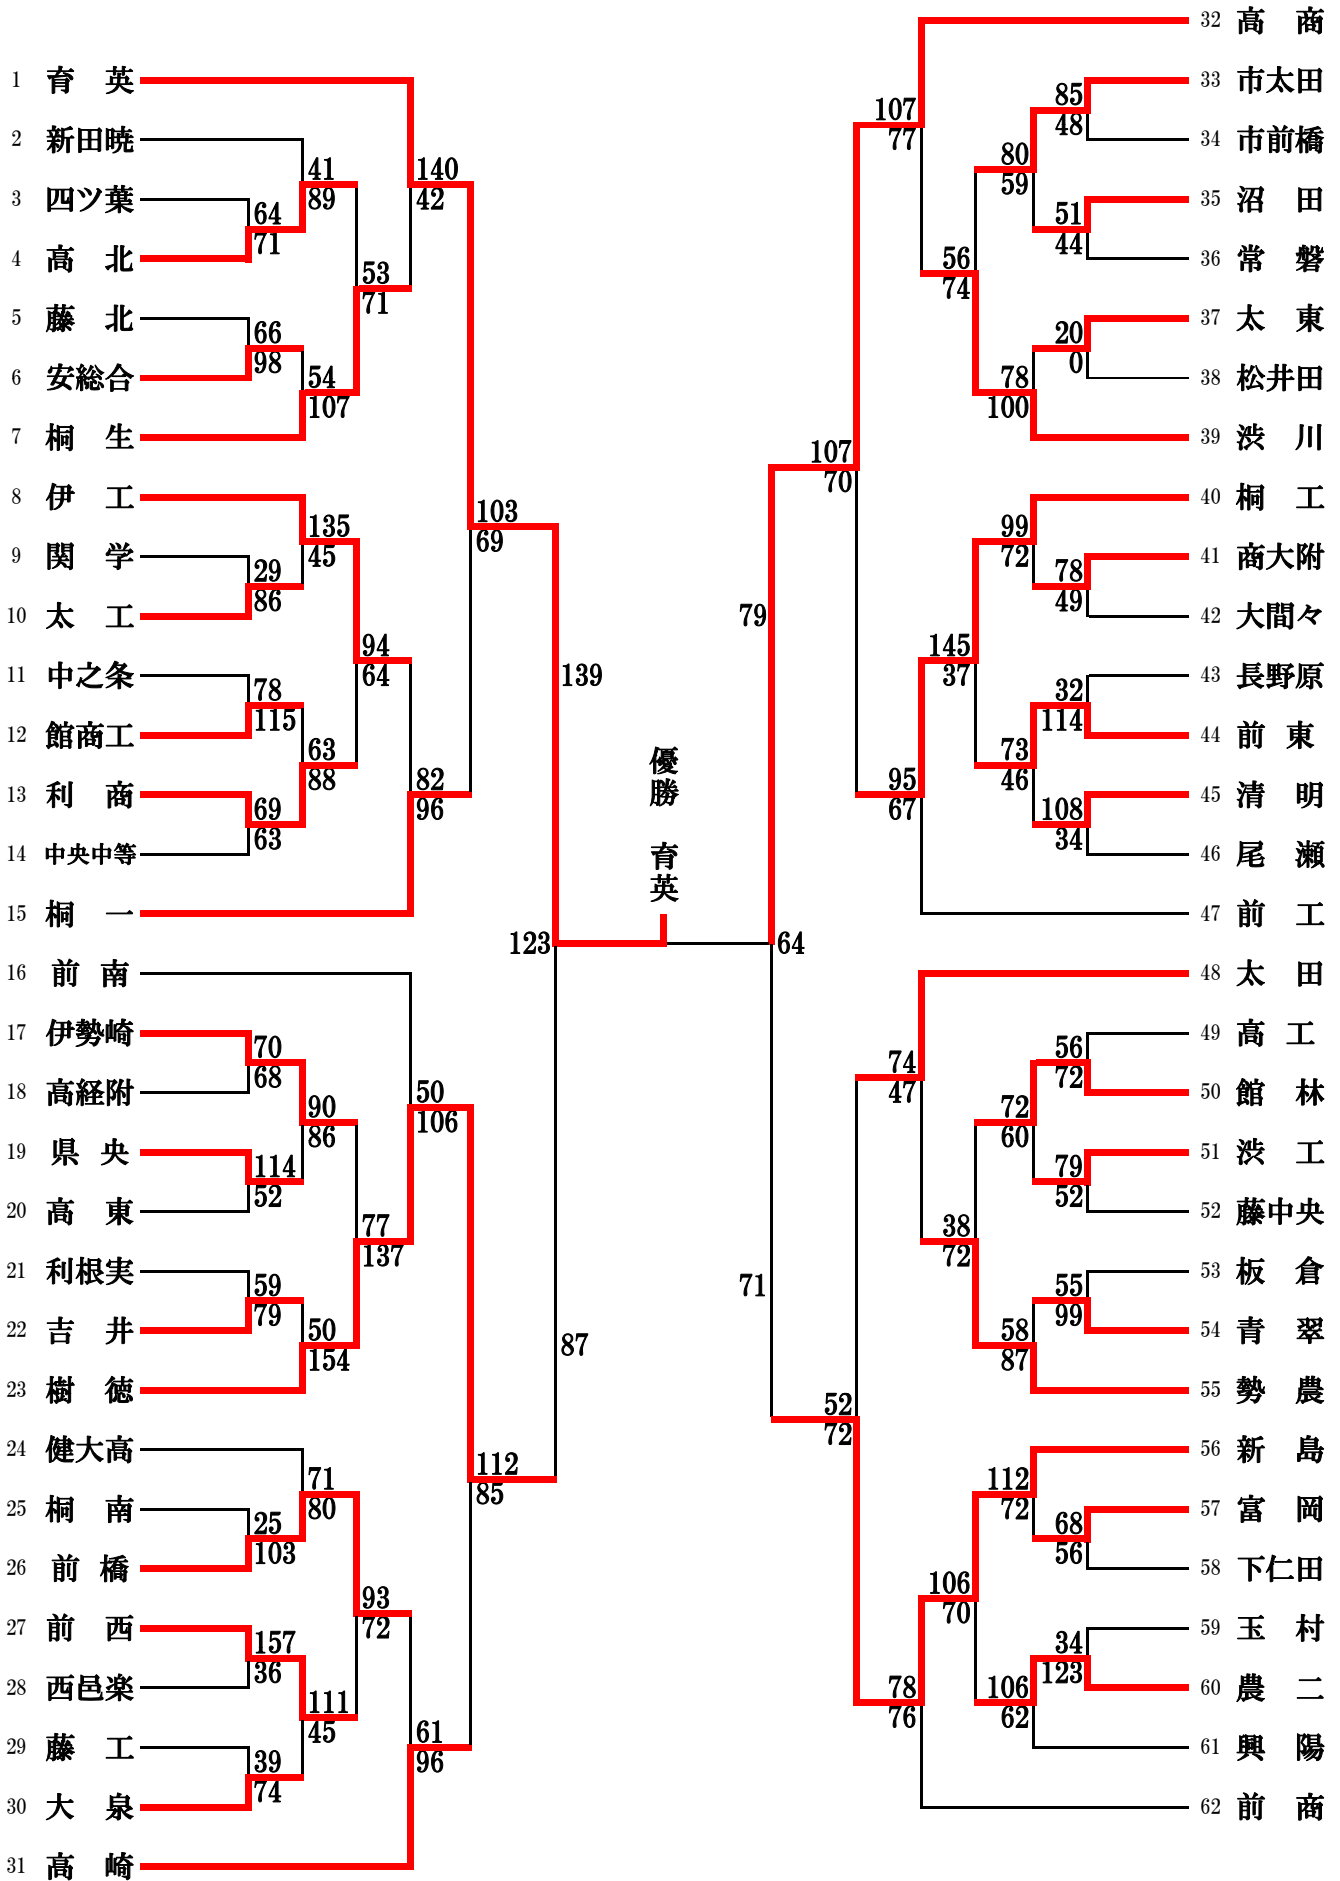 1 育 英
2 新田暁
3 四ツ葉
4 高 北
5 藤 北
6 安総合
7 桐 生
8 伊 工
9 関 学
10 太 工
11 中之条
12 館商工
13 利 商
14 中央中等
15 桐 一
16 前 南
17 伊勢崎
18 高経附
19 県 央
20 高 東
21 利根実
22 吉 井
23 樹 徳
24 健大高
25 桐 南
26 前 橋
27 前 西
28 西邑楽
29 藤 工
30 大 泉
31 高 崎
64
71
66
98
29
86
78
115
69
63
70
68
114
52
59
79
25
103
157
36
39
74
41
89
54
107
135
45
63
88
90
86
50
154
71
80
111
45
53
71
94
64
77
137
93
72
140
42
82
96
50
106
61
96
103
69
112
85
139
87
123
優勝 育英
64
79
71
107
70
52
72
107
77
95
67
74
47
78
76
56
74
145
37
38
72
106
70
80
59
78
100
99
72
73
46
72
60
58
87
112
72
106
62
85
48
51
44
20
0
78
49
32
114
108
34
56
72
79
52
55
99
68
56
34
123
32 高 商
33 市太田
34 市前橋
35 沼 田
36 常 磐
37 太 東
38 松井田
39 渋 川
40 桐 工
41 商大附
42 大間々
43 長野原
44 前 東
45 清 明
46 尾 瀬
47 前 工
48 太 田
49 高 工
50 館 林
51 渋 工
52 藤中央
53 板 倉
54 青 翠
55 勢 農
56 新 島
57 富 岡
58 下仁田
59 玉 村
60 農 二
61 興 陽
62 前 商